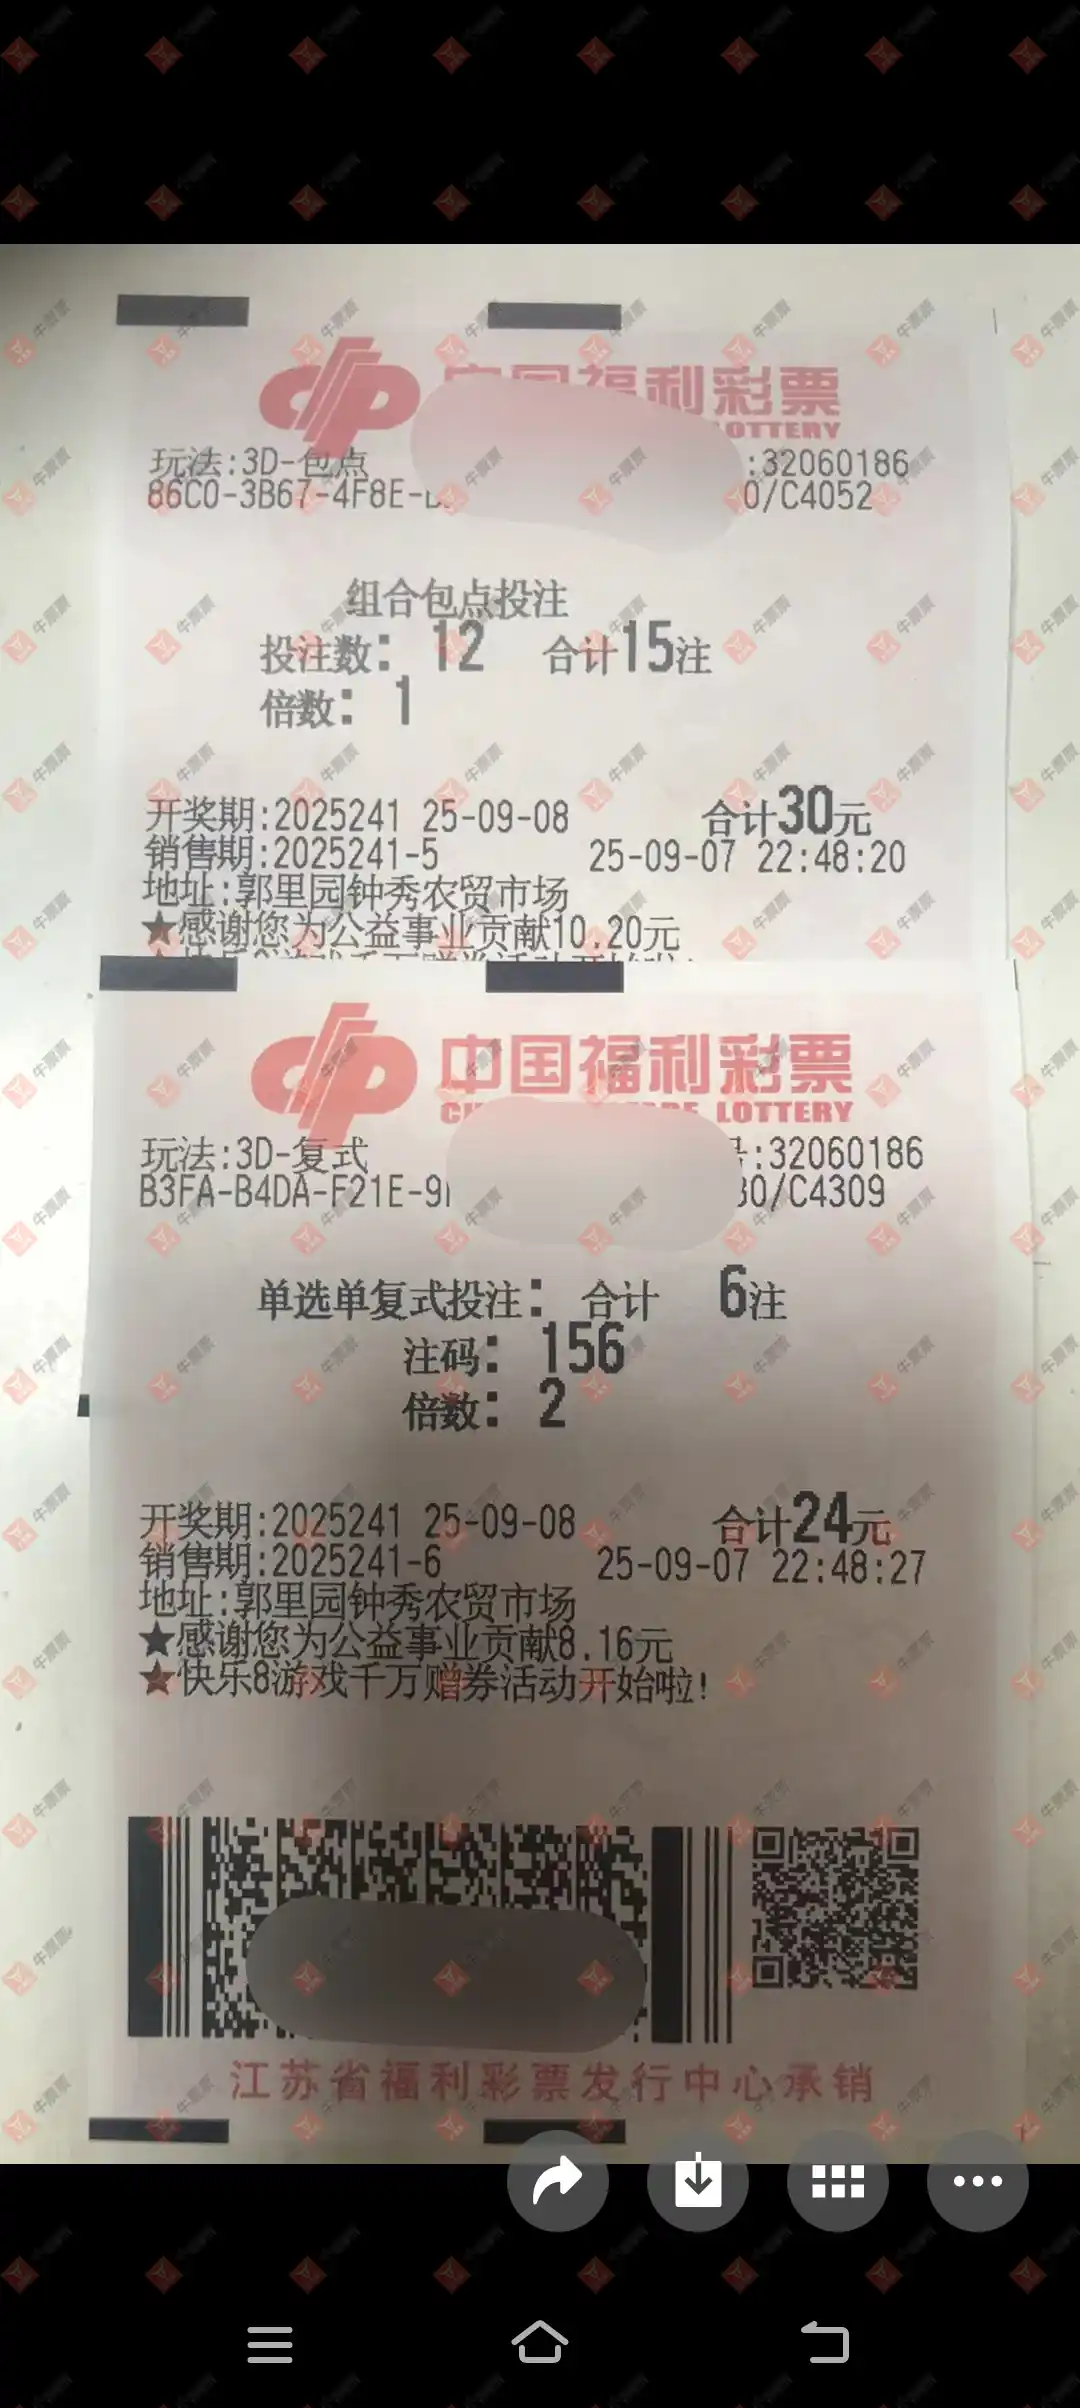 中国福利彩票
LOTTERY
玩法:3D-包点 :32060186
86C0-3B67-4F8E- 0/C4052
组合包点投注
投注数: 12 合计15注
倍数: 1
开奖期:2025241 25-09-08 合计30元
销售期:2025241-5 25-09-07 22:48:20
地址:郭里园钟秀农贸市场
★感谢您为公益事业贡献10.20元
中国福利彩票
LOTTERY
玩法:3D-复式 号:32060186
B3FA-B4DA-F21E-9 30/C4309
单选单复式投注: 合计 6注
注码: 156
倍数: 2
开奖期:2025241 25-09-08 合计24元
销售期:2025241-6 25-09-07 22:48:27
地址:郭里园钟秀农贸市场
★感谢您为公益事业贡献8.16元
★快乐8游戏千万赠券活动开始啦!
江苏省福利彩票发行中心承销
牛票票